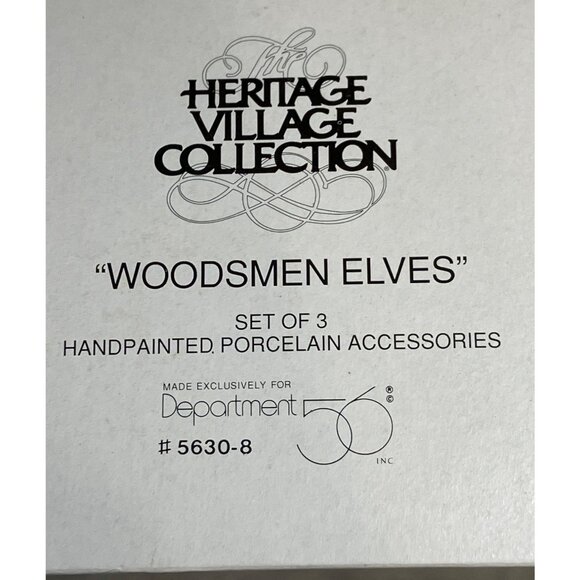 The
HERITAGE
VILLAGE
COLLECTION®
“WOODSMEN ELVES”
SET OF 3
HANDPAINTED PORCELAIN ACCESSORIES
MADE EXCLUSIVELY FOR
Department 56 ® ©
INC
# 5630-8